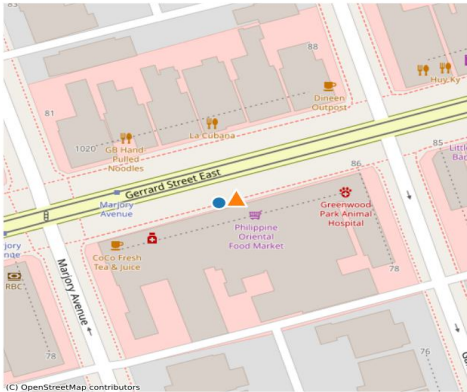 83
88
Huy Ky
Dineen
Outpost
81
La Cubana
1020
GB Hand-
Pulled
Noodles
85
86
Gerrard Street East
Marjory
Avenue
Greenwood-
Park Animal
Hospital
Philippine
Oriental
Food Market
CoCo Fresh
Tea & Juice
78
RBC
Marjory Avenue
78
76
(C) OpenStreetMap contributors